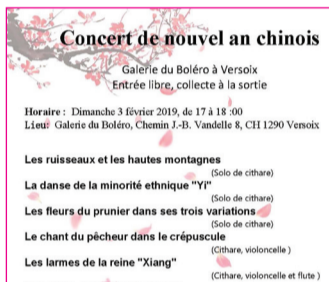 Concert de nouvel an chinois
Galerie du Boléro à Versoix
Entrée libre, collecte à la sortie
Horaire : Dimanche 3 février 2019, de 17 à 18 :00
Lieu: Galerie du Boléro, Chemin J.-B. Vandelle 8, CH 1290 Versoix
Les ruisseaux et les hautes montagnes
(Solo de cithare)
La danse de la minorité ethnique "Yi"
(Solo de cithare)
Les fleurs du prunier dans ses trois variations
(Solo de cithare)
Le chant du pêcheur dans le crépuscule
(Cithare, violoncelle )
Les larmes de la reine "Xiang"
(Cithare, violoncelle et flute )